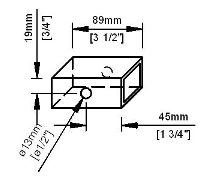 89mm
[3 1/2"]
19mm
[3/4"]
45mm
[1 3/4"]
ø13mm
[ø1/2"]